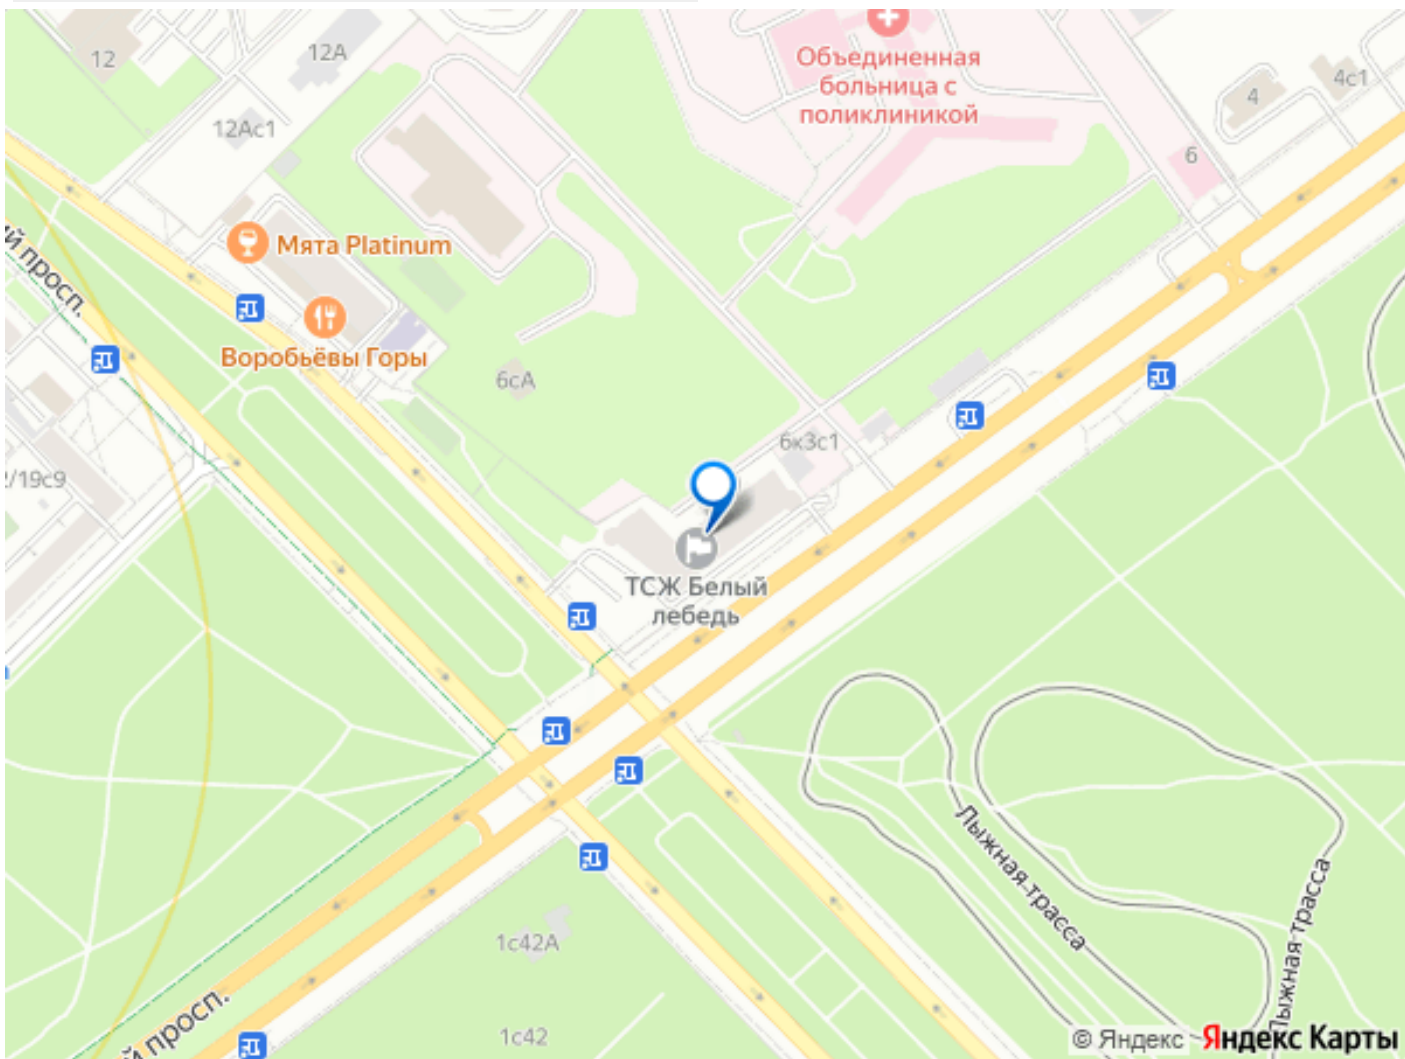 12
12А
Объединенная
больница с
поликлиникой
4
4с1
12Ас1
6
Мята Platinum
й просп.
Воробьёвы Горы
6сА
6к3с1
/19с9
ТСЖ Белый
лебедь
Лыжная трасса
Лыжная трасса
1с42А
й просп.
1с42
© Яндекс Яндекс Карты